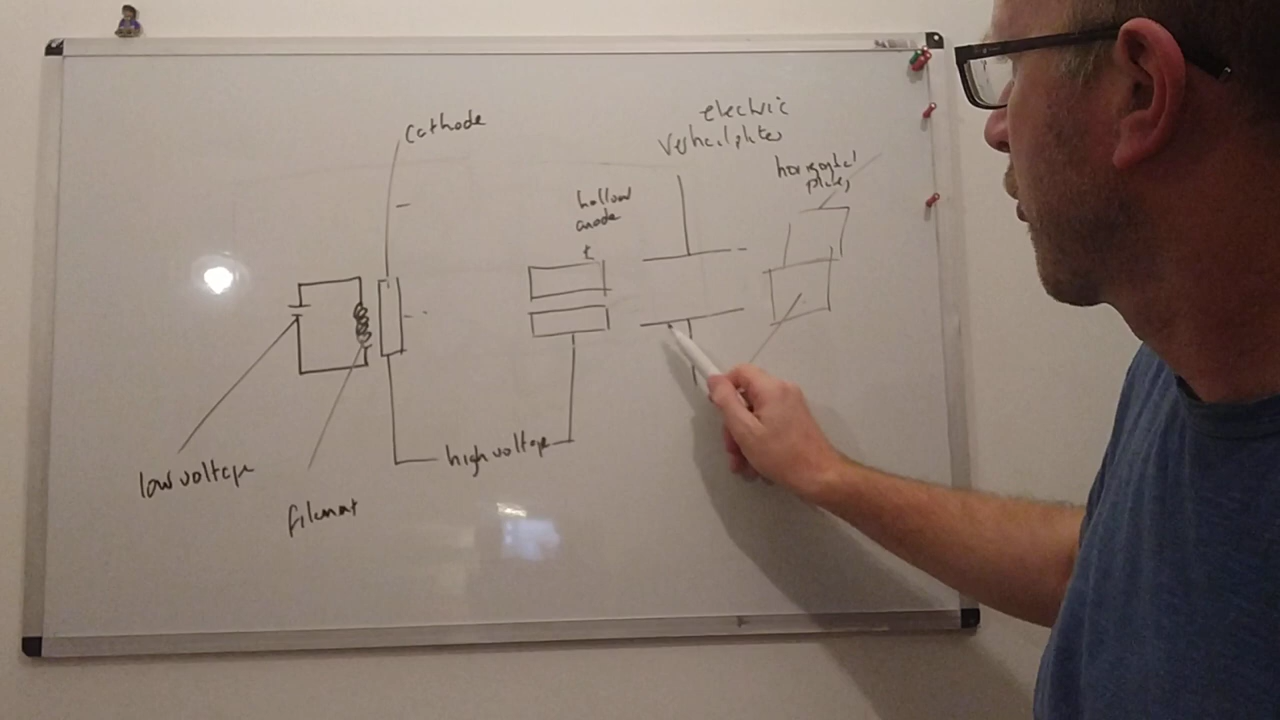 cathode
electric
vertical plates
horizontal
plates
hollow
anode
+
low voltage
high voltage
filament